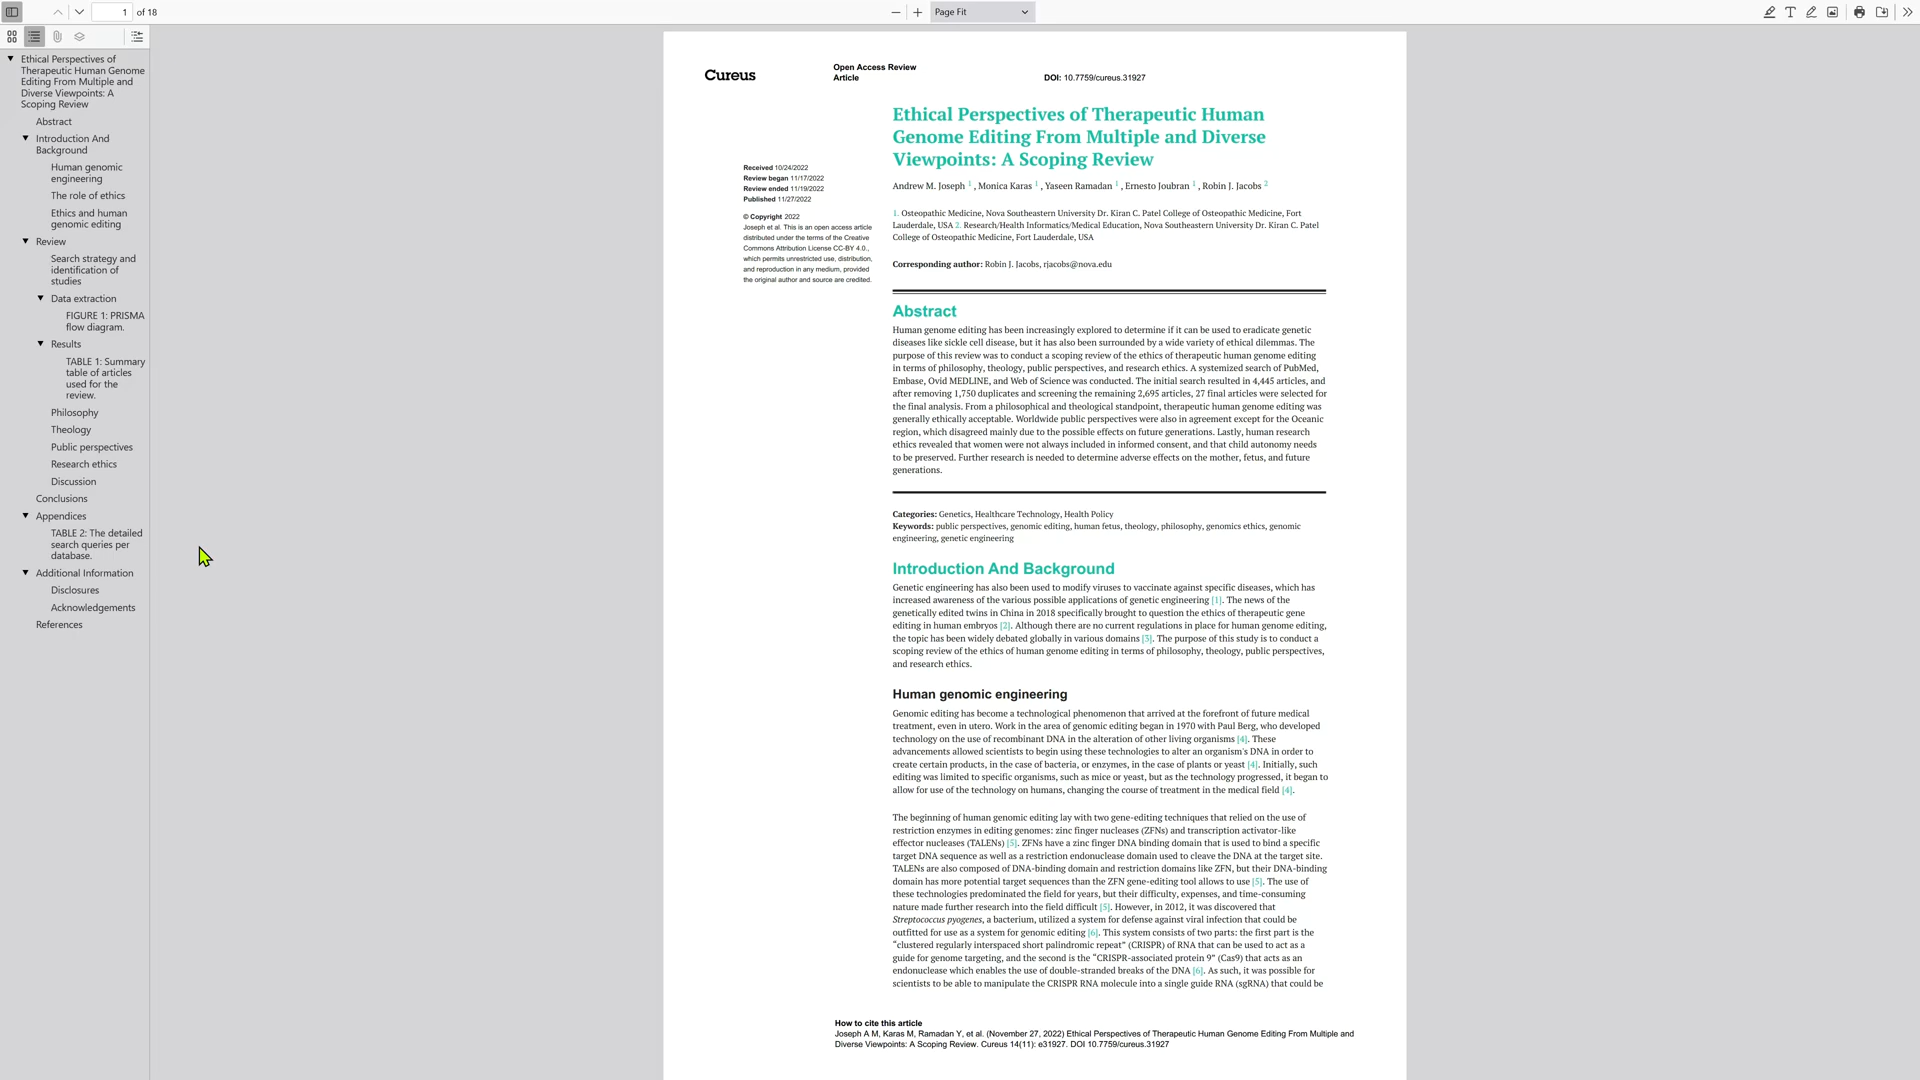 1 of 18
Page Fit
Ethical Perspectives of
Therapeutic Human Genome
Editing From Multiple and
Diverse Viewpoints: A
Scoping Review
Abstract
Introduction And
Background
Human genomic
engineering
The role of ethics
Ethics and human
genomic editing
Review
Search strategy and
identification of
studies
Data extraction
FIGURE 1: PRISMA
flow diagram.
Results
TABLE 1: Summary
table of articles
used for the
review.
Philosophy
Theology
Public perspectives
Research ethics
Discussion
Conclusions
Appendices
TABLE 2: The detailed
search queries per
database.
Additional Information
Disclosures
Acknowledgements
References
Cureus
Open Access Review
Article
DOI: 10.7759/cureus.31927
Ethical Perspectives of Therapeutic Human
Genome Editing From Multiple and Diverse
Viewpoints: A Scoping Review
Received 10/24/2022
Review began 11/17/2022
Review ended 11/19/2022
Published 11/27/2022
© Copyright 2022
Joseph et al. This is an open access article
distributed under the terms of the Creative
Commons Attribution License CC-BY 4.0.,
which permits unrestricted use, distribution,
and reproduction in any medium, provided
the original author and source are credited.
Andrew M. Joseph 1 , Monica Karas 1 , Yaseen Ramadan 1 , Ernesto Joubran 1 , Robin J. Jacobs 2
1. Osteopathic Medicine, Nova Southeastern University Dr. Kiran C. Patel College of Osteopathic Medicine, Fort
Lauderdale, USA 2. Research/Health Informatics/Medical Education, Nova Southeastern University Dr. Kiran C. Patel
College of Osteopathic Medicine, Fort Lauderdale, USA
Corresponding author: Robin J. Jacobs, rjacobs@nova.edu
Abstract
Human genome editing has been increasingly explored to determine if it can be used to eradicate genetic
diseases like sickle cell disease, but it has also been surrounded by a wide variety of ethical dilemmas. The
purpose of this review was to conduct a scoping review of the ethics of therapeutic human genome editing
in terms of philosophy, theology, public perspectives, and research ethics. A systemized search of PubMed,
Embase, Ovid MEDLINE, and Web of Science was conducted. The initial search resulted in 4,445 articles, and
after removing 1,750 duplicates and screening the remaining 2,695 articles, 27 final articles were selected for
the final analysis. From a philosophical and theological standpoint, therapeutic human genome editing was
generally ethically acceptable. Worldwide public perspectives were also in agreement except for the Oceanic
region, which disagreed mainly due to the possible effects on future generations. Lastly, human research
ethics revealed that women were not always included in informed consent, and that child autonomy needs
to be preserved. Further research is needed to determine adverse effects on the mother, fetus, and future
generations.
Categories: Genetics, Healthcare Technology, Health Policy
Keywords: public perspectives, genomic editing, human fetus, theology, philosophy, genomics ethics, genomic
engineering, genetic engineering
Introduction And Background
Genetic engineering has also been used to modify viruses to vaccinate against specific diseases, which has
increased awareness of the various possible applications of genetic engineering [1]. The news of the
genetically edited twins in China in 2018 specifically brought to question the ethics of therapeutic gene
editing in human embryos [2]. Although there are no current regulations in place for human genome editing,
the topic has been widely debated globally in various domains [3]. The purpose of this study is to conduct a
scoping review of the ethics of human genome editing in terms of philosophy, theology, public perspectives,
and research ethics.
Human genomic engineering
Genomic editing has become a technological phenomenon that arrived at the forefront of future medical
treatment, even in utero. Work in the area of genomic editing began in 1970 with Paul Berg, who developed
technology on the use of recombinant DNA in the alteration of other living organisms [4]. These
advancements allowed scientists to begin using these technologies to alter an organism's DNA in order to
create certain products, in the case of bacteria, or enzymes, in the case of plants or yeast [4]. Initially, such
editing was limited to specific organisms, such as mice or yeast, but as the technology progressed, it began to
allow for use of the technology on humans, changing the course of treatment in the medical field [4].
The beginning of human genomic editing lay with two gene-editing techniques that relied on the use of
restriction enzymes in editing genomes: zinc finger nucleases (ZFNs) and transcription activator-like
effector nucleases (TALENs) [5]. ZFNs have a zinc finger DNA binding domain that is used to bind a specific
target DNA sequence as well as a restriction endonuclease domain used to cleave the DNA at the target site.
TALENs are also composed of DNA-binding domain and restriction domains like ZFN, but their DNA-binding
domain has more potential target sequences than the ZFN gene-editing tool allows to use [5]. The use of
these technologies predominated the field for years, but their difficulty, expenses, and time-consuming
nature made further research into the field difficult [5]. However, in 2012, it was discovered that
Streptococcus pyogenes, a bacterium, utilized a system for defense against viral infection that could be
outfitted for use as a system for genomic editing [6]. This system consists of two parts: the first part is the
“clustered regularly interspaced short palindromic repeat” (CRISPR) of RNA that can be used to act as a
guide for genome targeting, and the second is the “CRISPR-associated protein 9” (Cas9) that acts as an
endonuclease which enables the use of double-stranded breaks of the DNA [6]. As such, it was possible for
scientists to be able to manipulate the CRISPR RNA molecule into a single guide RNA (sgRNA) that could be
How to cite this article
Joseph A M, Karas M, Ramadan Y, et al. (November 27, 2022) Ethical Perspectives of Therapeutic Human Genome Editing From Multiple and
Diverse Viewpoints: A Scoping Review. Cureus 14(11): e31927. DOI 10.7759/cureus.31927